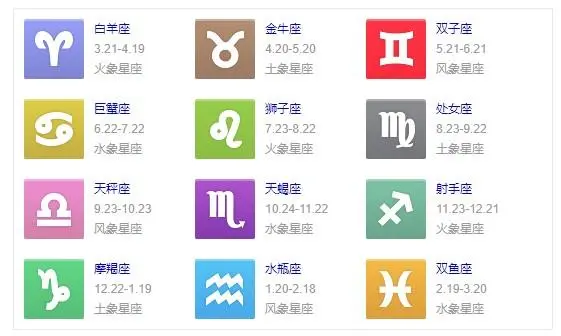 白羊座
3.21-4.19
火象星座
金牛座
4.20-5.20
土象星座
双子座
5.21-6.21
风象星座
巨蟹座
6.22-7.22
水象星座
狮子座
7.23-8.22
火象星座
处女座
8.23-9.22
土象星座
天秤座
9.23-10.23
风象星座
天蝎座
10.24-11.22
水象星座
射手座
11.23-12.21
火象星座
摩羯座
12.22-1.19
土象星座
水瓶座
1.20-2.18
风象星座
双鱼座
2.19-3.20
水象星座